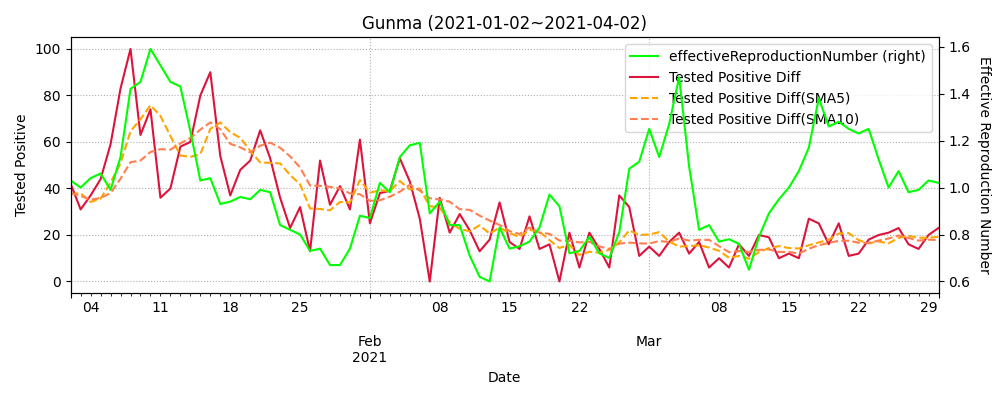 Gunma (2021-01-02~2021-04-02)
effectiveReproductionNumber (right)
Tested Positive Diff
Tested Positive Diff(SMA5)
Tested Positive Diff(SMA10)
Tested Positive
100
80
60
40
20
0
Effective Reproduction Number
1.6
1.4
1.2
1.0
0.8
0.6
04 11 18 25 08 15 22 08 15 22 29
Feb Mar
2021
Date